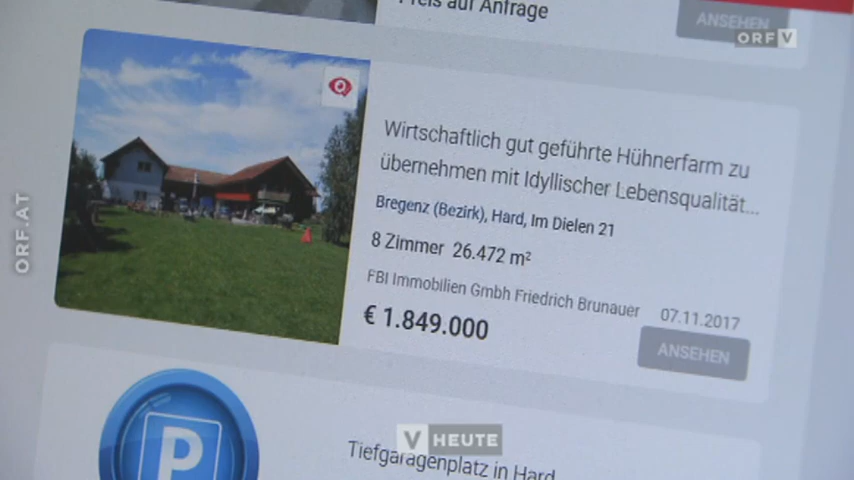 Preis auf Anfrage
ANSEHEN
ORF V
Wirtschaftlich gut geführte Hühnerfarm zu
übernehmen mit Idyllischer Lebensqualität...
Bregenz (Bezirk), Hard, Im Dielen 21
8 Zimmer 26.472 m²
FBI Immobilien Gmbh Friedrich Brunauer 07.11.2017
€ 1.849.000
ANSEHEN
ORF.AT
P
V HEUTE
Tiefgaragenplatz in Hard